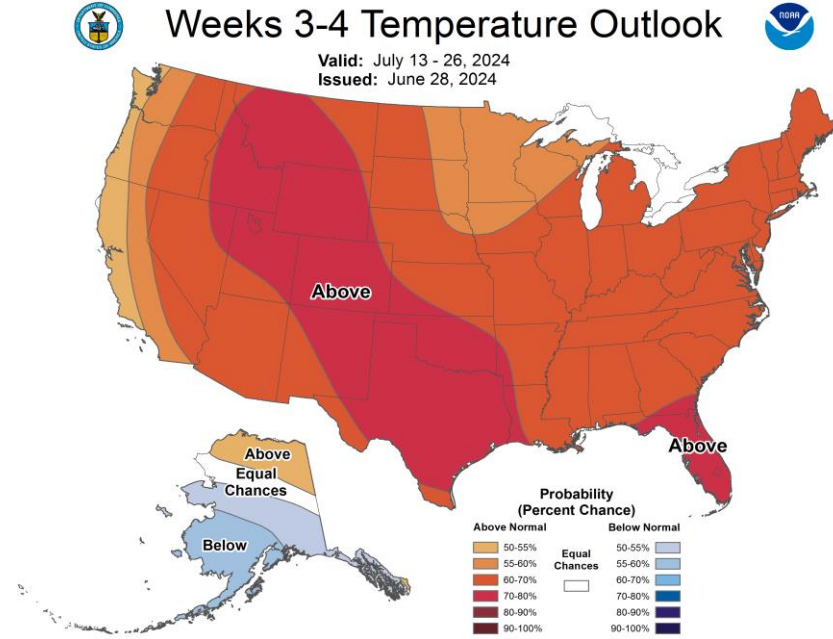 Weeks 3-4 Temperature Outlook
NOAA
Valid: July 13 - 26, 2024
Issued: June 28, 2024
Above
Above
Above
Equal
Chances
Below
Probability
(Percent Chance)
Above Normal
Below Normal
50-55%
55-60%
60-70%
70-80%
80-90%
90-100%
Equal
Chances
50-55%
55-60%
60-70%
70-80%
80-90%
90-100%